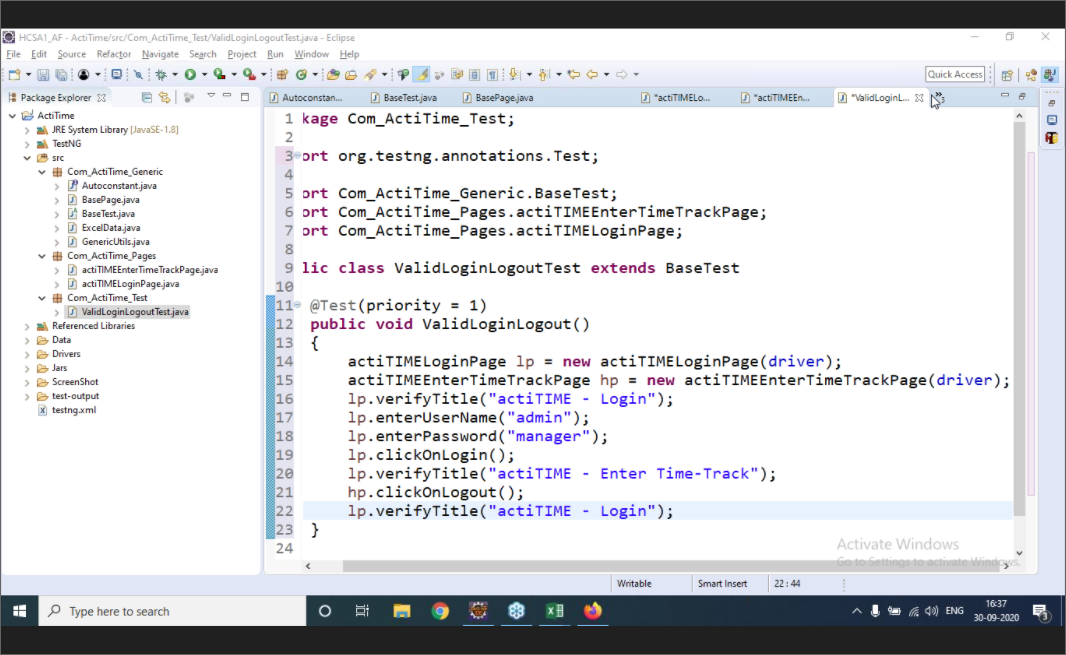 HCSA1_AF - ActiTime/src/Com_ActiTime_Test/ValidLoginLogoutTest.java - Eclipse
File Edit Source Refactor Navigate Search Project Run Window Help
Quick Access
Package Explorer
ActiTime
JRE System Library [JavaSE-1.8]
TestNG
src
Com_ActiTime_Generic
Autoconstant.java
BasePage.java
BaseTest.java
ExcelData.java
GenericUtils.java
Com_ActiTime_Pages
actiTIMEEnterTimeTrackPage.java
actiTIMELoginPage.java
Com_ActiTime_Test
ValidLoginLogoutTest.java
Referenced Libraries
Data
Drivers
Jars
ScreenShot
test-output
testng.xml
Autoconstan... BaseTest.java BasePage.java *actiTIMELo... *actiTIMEEn... *ValidLoginL... »3
1 kage Com_ActiTime_Test;
2
3 ort org.testng.annotations.Test;
4
5 ort Com_ActiTime_Generic.BaseTest;
6 ort Com_ActiTime_Pages.actiTIMEEnterTimeTrackPage;
7 ort Com_ActiTime_Pages.actiTIMELoginPage;
8
9 lic class ValidLoginLogoutTest extends BaseTest
10
11 @Test(priority = 1)
12 public void ValidLoginLogout()
13 {
14 actiTIMELoginPage lp = new actiTIMELoginPage(driver);
15 actiTIMEEnterTimeTrackPage hp = new actiTIMEEnterTimeTrackPage(driver);
16 lp.verifyTitle("actiTIME - Login");
17 lp.enterUserName("admin");
18 lp.enterPassword("manager");
19 lp.clickOnLogin();
20 lp.verifyTitle("actiTIME - Enter Time-Track");
21 hp.clickOnLogout();
22 lp.verifyTitle("actiTIME - Login");
23 }
24
Activate Windows
Go to Settings to activate Windows.
Writable Smart Insert 22 : 44
Type here to search
ENG
16:37
30-09-2020
3